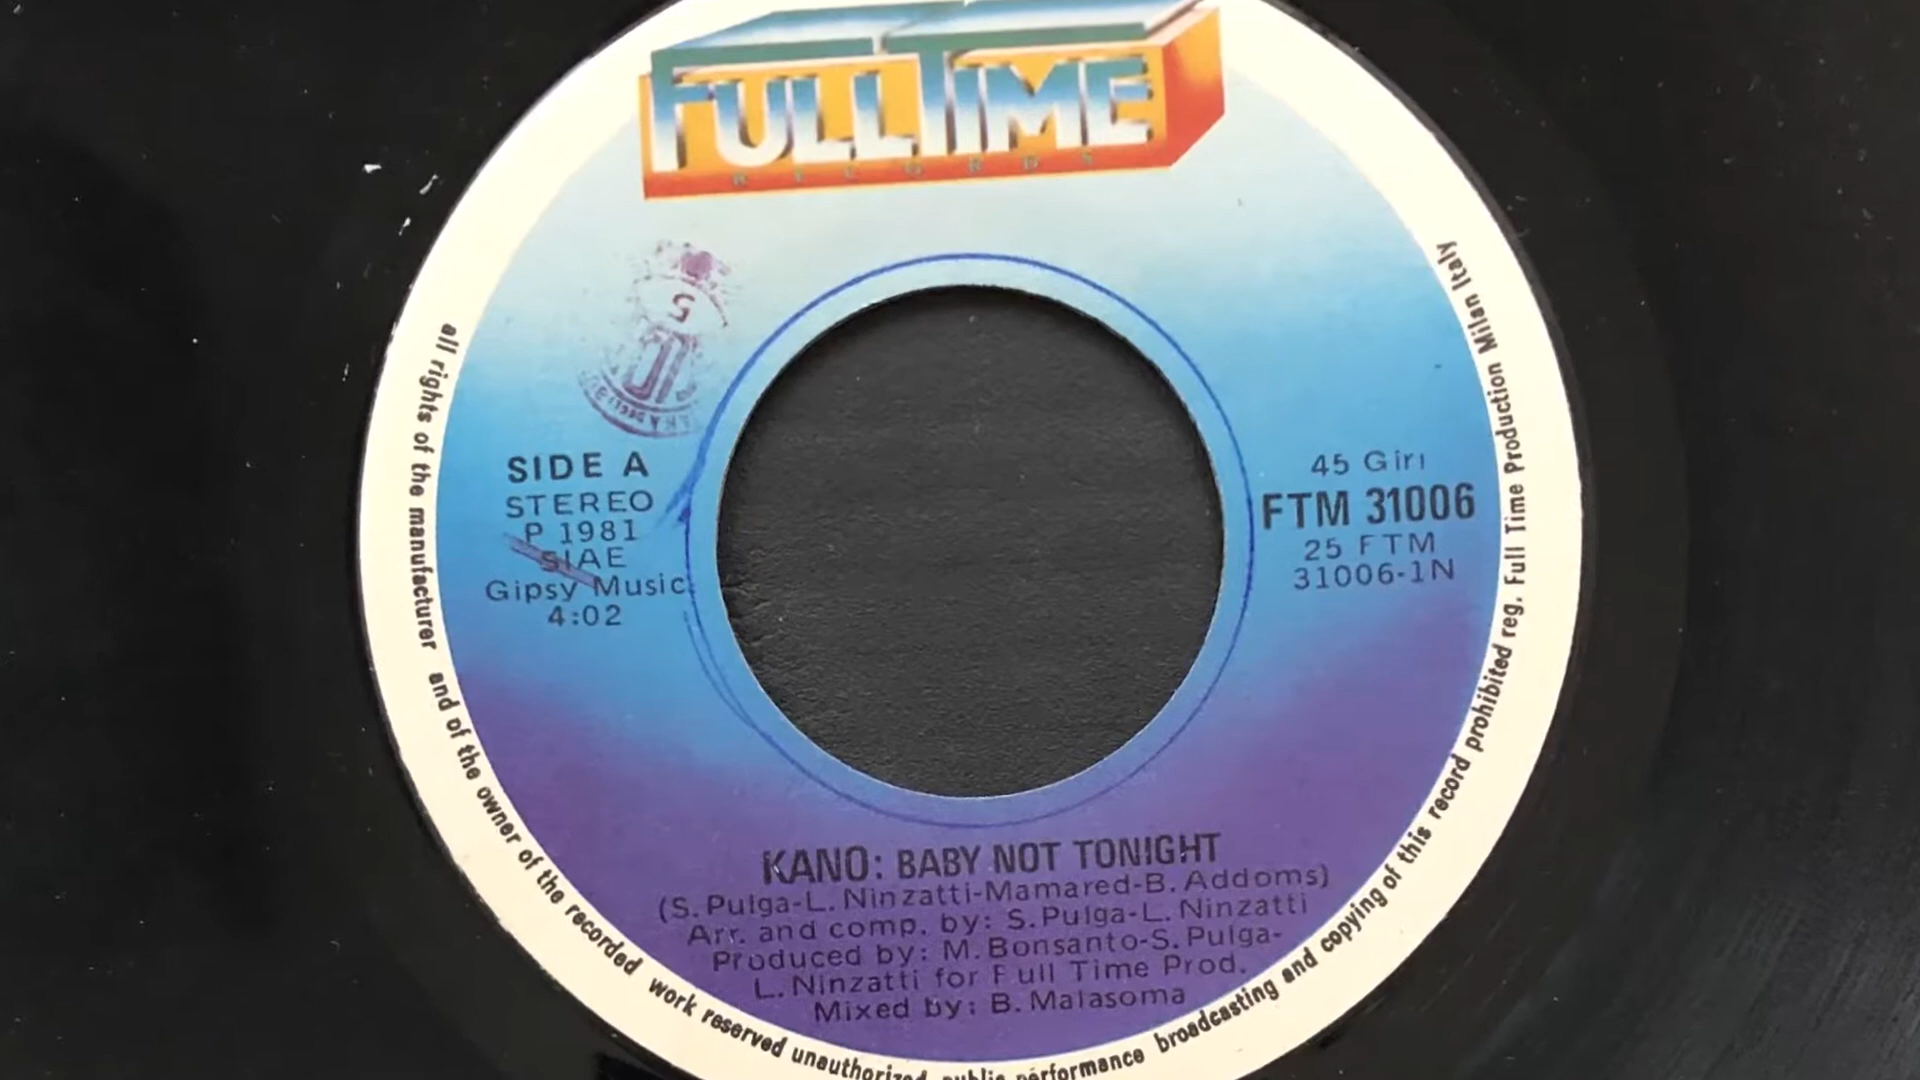 FULL TIME
RECORDS
SIDE A
STEREO
P 1981
SIAE
Gipsy Music
4:02
45 Giri
FTM 31006
25 FTM
31006-1N
KANO: BABY NOT TONIGHT
(S. Pulga-L. Ninzatti-Mamared-B. Addoms)
Arr. and comp. by: S. Pulga-L. Ninzatti
Produced by: M. Bonsanto-S. Pulga-
L. Ninzatti for Full Time Prod.
Mixed by: B. Malasoma
all rights of the manufacturer and of the owner of the recorded work reserved unauthorized public performance broadcasting and copying of this record prohibited reg. Full Time Production Milan Italy